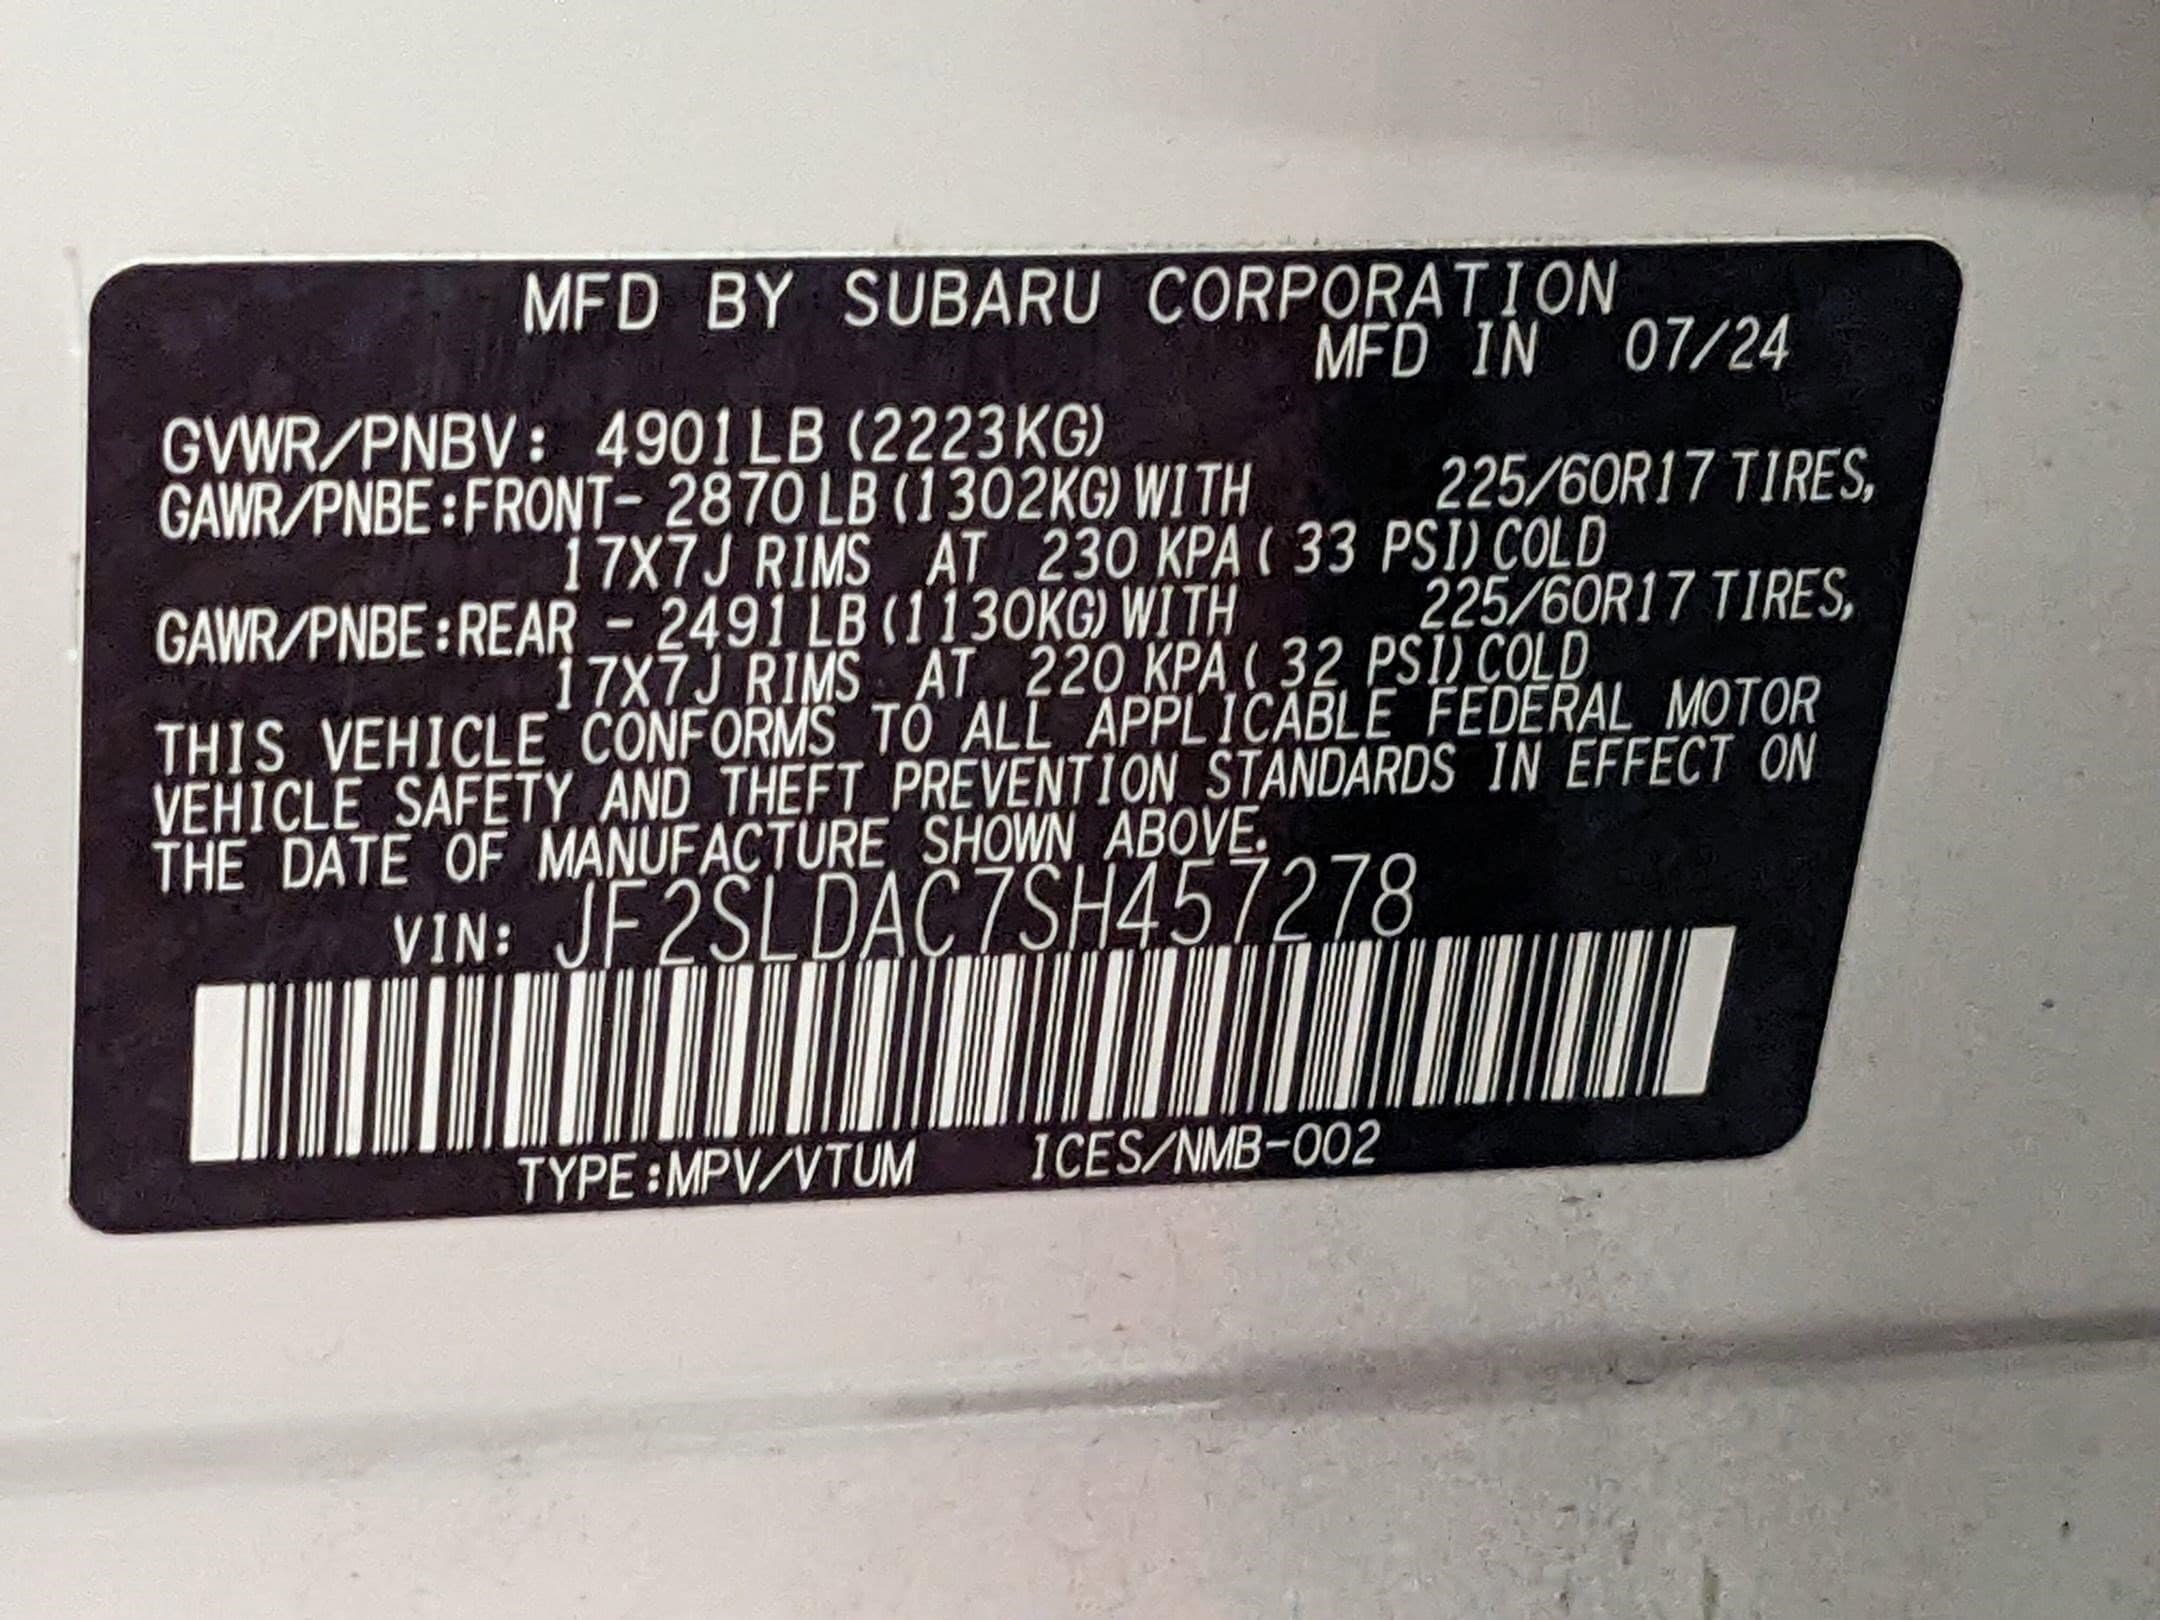 MFD BY SUBARU CORPORATION
MFD IN 07/24
GVWR/PNBV: 4901LB (2223KG)
GAWR/PNBE:FRONT- 2870LB (1302KG) WITH 225/60R17 TIRES,
17X7J RIMS AT 230 KPA ( 33 PSI) COLD
GAWR/PNBE:REAR - 2491LB (1130KG) WITH 225/60R17 TIRES,
17X7J RIMS AT 220 KPA ( 32 PSI) COLD
THIS VEHICLE CONFORMS TO ALL APPLICABLE FEDERAL MOTOR
VEHICLE SAFETY AND THEFT PREVENTION STANDARDS IN EFFECT ON
THE DATE OF MANUFACTURE SHOWN ABOVE.
VIN: JF2SLDAC7SH457278
TYPE:MPV/VTUM ICES/NMB-002